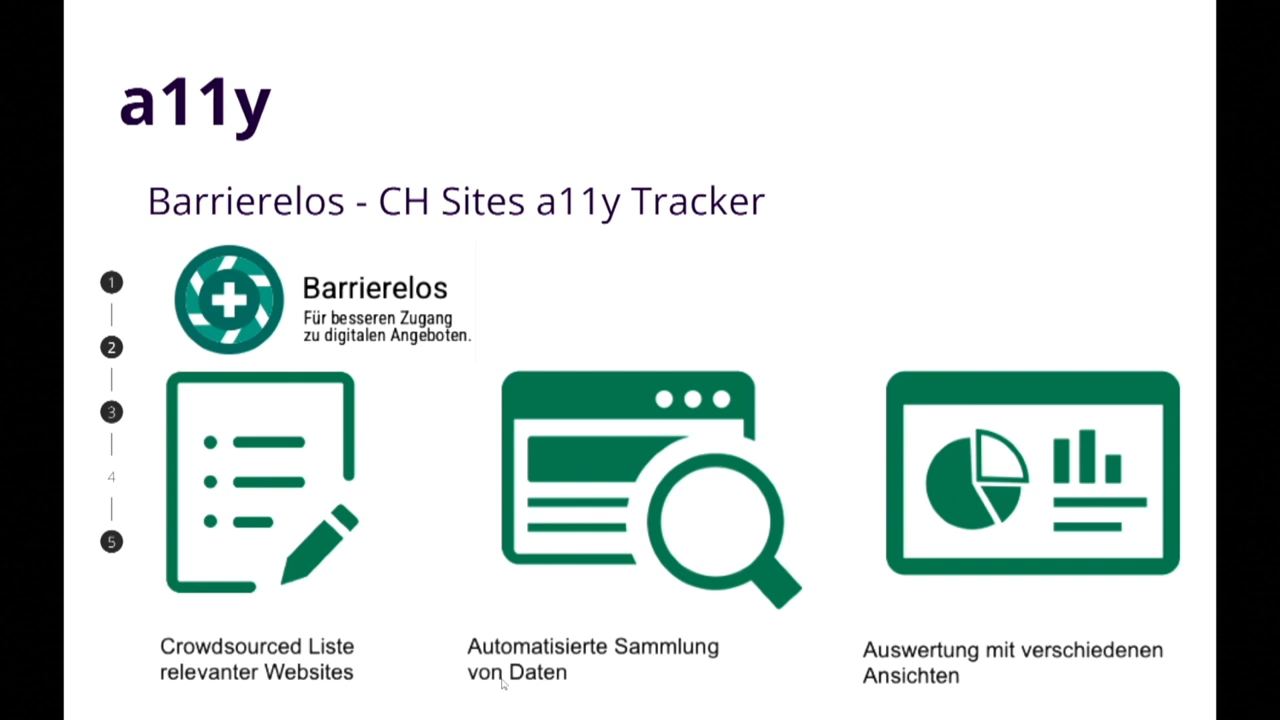 a11y
Barrierelos - CH Sites a11y Tracker
Barrierelos
Für besseren Zugang
zu digitalen Angeboten.
1
2
3
4
5
Crowdsourced Liste
relevanter Websites
Automatisierte Sammlung
von Daten
Auswertung mit verschiedenen
Ansichten